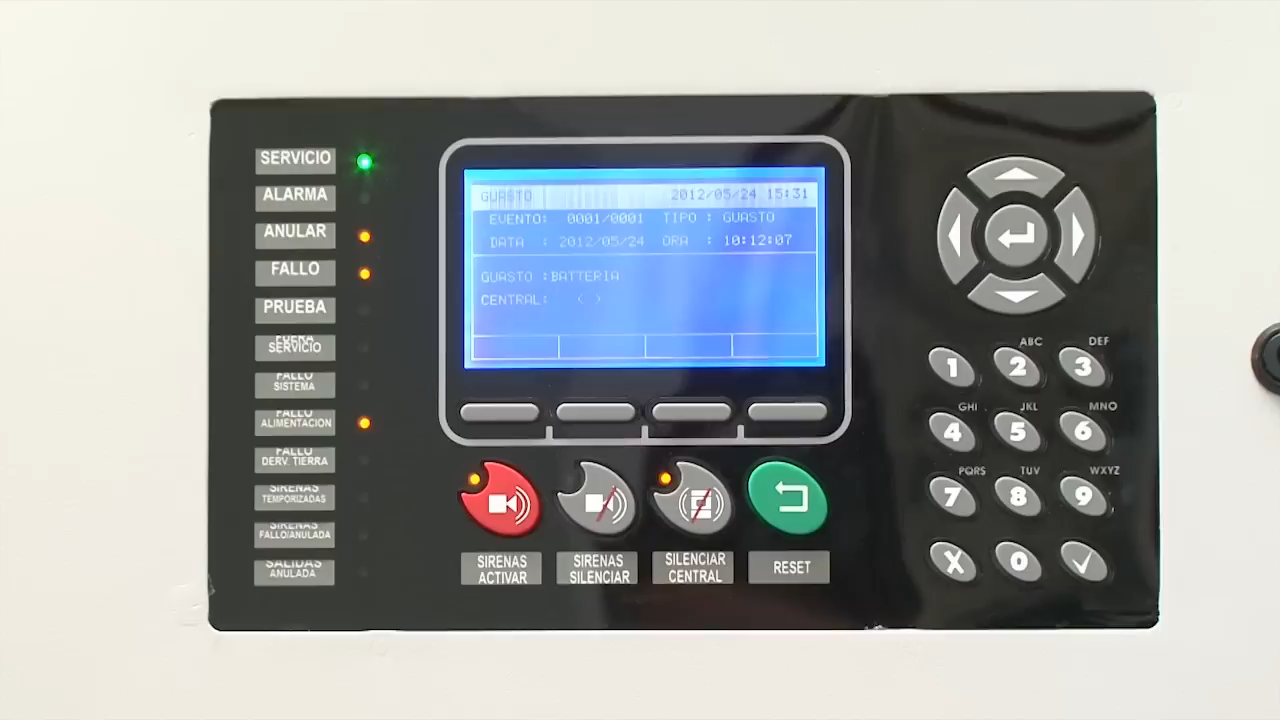 SERVICIO
ALARMA
ANULAR
FALLO
PRUEBA
FUERA
SERVICIO
FALLO
SISTEMA
FALLO
ALIMENTACION
FALLO
DERV. TIERRA
SIRENAS
TEMPORIZADAS
SIRENAS
FALLO/ANULADA
SALIDAS
ANULADA
GUASTO 2012/05/24 15:31
EVENTO: 0001/0001 TIPO : GUASTO
DATA : 2012/05/24 ORA : 10:12:07
GUASTO :BATTERIA
CENTRAL: < >
SIRENAS
ACTIVAR
SIRENAS
SILENCIAR
SILENCIAR
CENTRAL
RESET
ABC DEF
1 2 3
GHI JKL MNO
4 5 6
PQRS TUV WXYZ
7 8 9
X 0 ✓